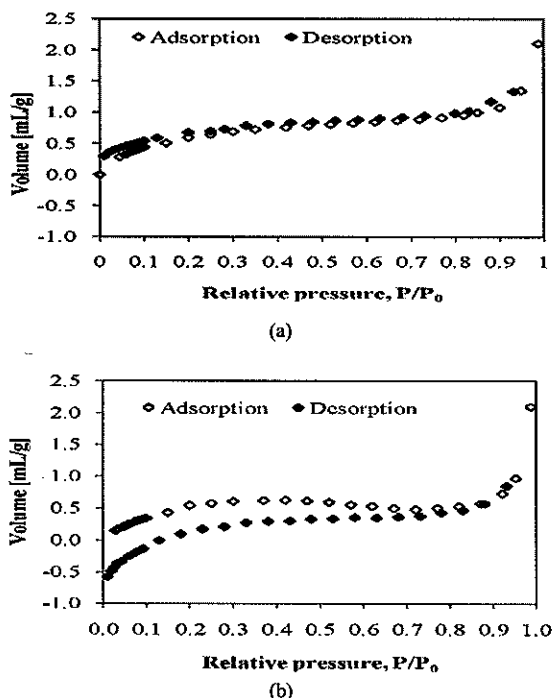 2.5
Adsorption Desorption
2.0
1.5
1.0
0.5
0.0
-0.5
-1.0
Volume [mL/g]
0 0.1 0.2 0.3 0.4 0.5 0.6 0.7 0.8 0.9 1
Relative pressure, P/P₀
(a)
2.5
Adsorption Desorption
2.0
1.5
1.0
0.5
0.0
-0.5
-1.0
Volume [mL/g]
0.0 0.1 0.2 0.3 0.4 0.5 0.6 0.7 0.8 0.9 1.0
Relative pressure, P/P₀
(b)